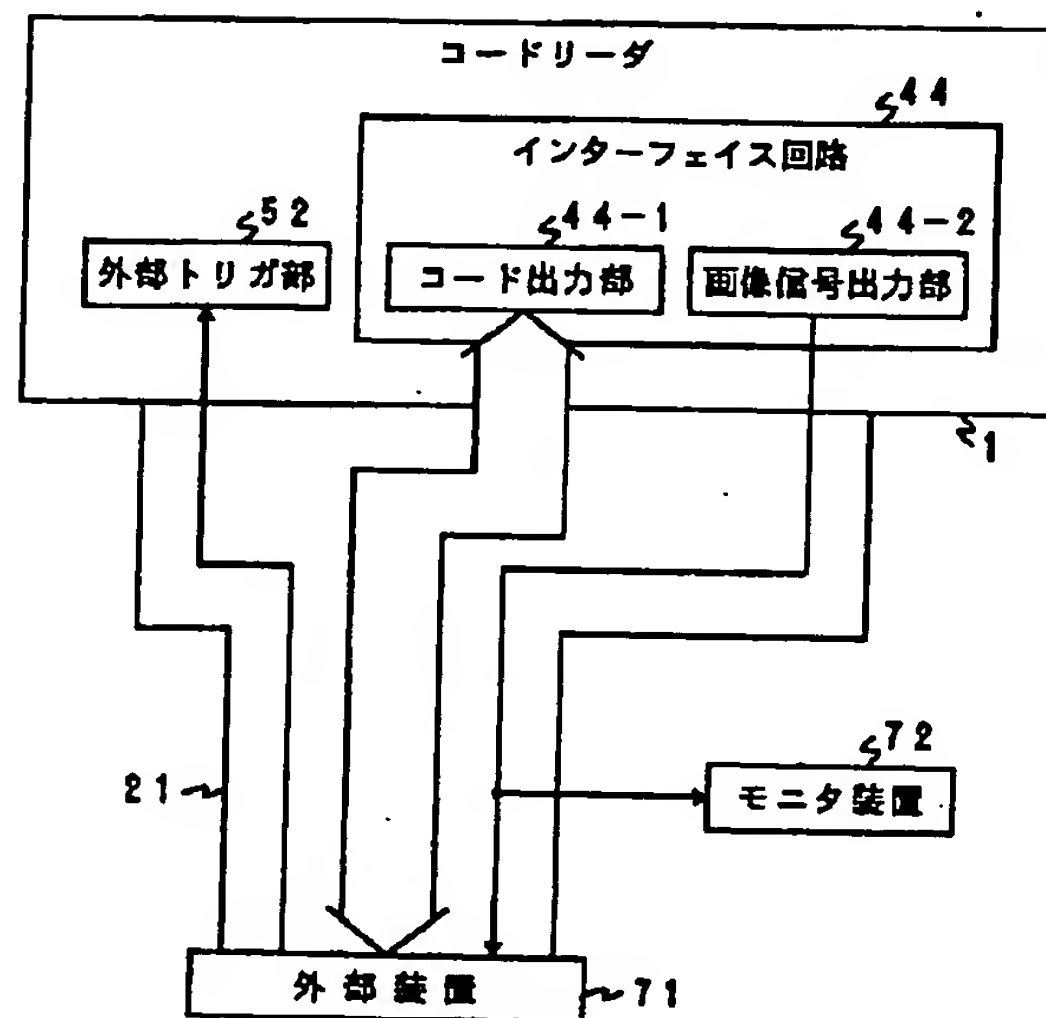 コードリーダ
44
インターフェイス回路
52
44-1
44-2
外部トリガ部
コード出力部
画像信号出力部
1
72
21
モニタ装置
外部装置
71